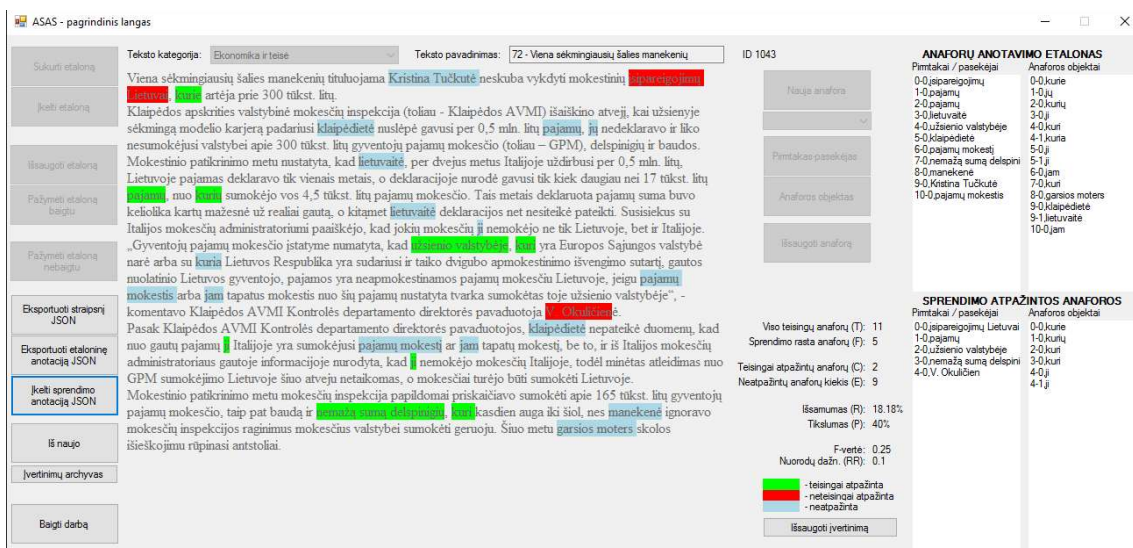 ASAS - pagrindinis langas
Sukurti etaloną
Įkelti etaloną
Išsaugoti etaloną
Pažymėti etaloną
baigtu
Pažymėti etaloną
nebaigtu
Eksportuoti straipsnį
JSON
Eksportuoti etaloninę
anotaciją JSON
Įkelti sprendimo
anotaciją JSON
Iš naujo
Įvertinimų archyvas
Baigti darbą
Teksto kategorija: Ekonomika ir teisė Teksto pavadinimas: 72 - Viena sėkmingiausių šalies manekenių ID 1043
Viena sėkmingiausių šalies manekenių tituluojama Kristina Tučkutė neskuba vykdyti mokestinių įsipareigojimų
Lietuvai, kurie artėja prie 300 tūkst. litų.
Klaipėdos apskrities valstybinė mokesčių inspekcija (toliau - Klaipėdos AVMI) išaiškino atvejį, kai užsienyje
sėkmingą modelio karjerą padariusi klaipėdietė nuslėpė gavusi per 0,5 mln. litų pajamų, jų nedeklaravo ir liko
nesumokėjusi valstybei apie 300 tūkst. litų gyventojų pajamų mokesčio (toliau – GPM), delspinigių ir baudos.
Mokestinio patikrinimo metu nustatyta, kad lietuvaitė, per dvejus metus Italijoje uždirbusi per 0,5 mln. litų,
Lietuvoje pajamas deklaravo tik vienais metais, o deklaracijoje nurodė gavusi tik kiek daugiau nei 17 tūkst. litų
pajamų, nuo kurių sumokėjo vos 4,5 tūkst. litų pajamų mokesčio. Tais metais deklaruota pajamų suma buvo
keliolika kartų mažesnė už realiai gautą, o kitąmet lietuvaitė deklaracijos net nesiteikė pateikti. Susisiekus su
Italijos mokesčių administratoriumi paaiškėjo, kad jokių mokesčių ji nemokėjo ne tik Lietuvoje, bet ir Italijoje.
„Gyventojų pajamų mokesčio įstatyme numatyta, kad užsienio valstybėje, kuri yra Europos Sąjungos valstybė
narė arba su kuria Lietuvos Respublika yra sudariusi ir taiko dvigubo apmokestinimo išvengimo sutartį, gautos
nuolatinio Lietuvos gyventojo, pajamos yra neapmokestinamos pajamų mokesčiu Lietuvoje, jeigu pajamų
mokestis arba jam tapatus mokestis nuo šių pajamų nustatyta tvarka sumokėtas toje užsienio valstybėje“, -
komentavo Klaipėdos AVMI Kontrolės departamento direktorės pavaduotoja V. Okuličienė.
Pasak Klaipėdos AVMI Kontrolės departamento direktorės pavaduotojos, klaipėdietė nepateikė duomenų, kad
nuo gautų pajamų ji Italijoje yra sumokėjusi pajamų mokestį ar jam tapatų mokestį, be to, ir iš Italijos mokesčių
administratoriaus gautoje informacijoje nurodyta, kad ji nemokėjo mokesčių Italijoje, todėl minėtas atleidimas nuo
GPM sumokėjimo Lietuvoje šiuo atveju netaikomas, o mokesčiai turėjo būti sumokėti Lietuvoje.
Mokestinio patikrinimo metu mokesčių inspekcija papildomai priskaičiavo sumokėti apie 165 tūkst. litų gyventojų
pajamų mokesčio, taip pat baudą ir nemažą sumą delspinigių, kuri kasdien auga iki šiol, nes manekenė ignoravo
mokesčių inspekcijos raginimus mokesčius valstybei sumokėti geruoju. Šiuo metu garsios moters skolos
išieškojimu rūpinasi antstoliai.
Nauja anafora
Pirmtakas-pasekėjas
Anaforos objektas
Išsaugoti anaforą
Viso teisingų anaforų (T): 11
Sprendimo rasta anaforų (F): 5
Teisingai atpažintų anaforų (C): 2
Neatpažintų anaforų kiekis (E): 9
Išsamumas (R): 18.18%
Tikslumas (P): 40%
F-vertė: 0.25
Nuorodų dažn. (RR): 0.1
- teisingai atpažinta
- neteisingai atpažinta
- neatpažinta
Išsaugoti įvertinimą
ANAFORŲ ANOTAVIMO ETALONAS
Pirmtakai / pasekėjai Anaforos objektai
0-0,įsipareigojimų 0-0,kurie
1-0,pajamų 1-0,jų
2-0,pajamų 2-0,kurių
3-0,lietuvaitė 3-0,ji
4-0,užsienio valstybėje 4-0,kuri
5-0,klaipėdietė 4-1,kuria
6-0,pajamų mokestį 5-0,ji
7-0,nemažą sumą delspini 5-1,ji
8-0,manekenė 6-0,jam
9-0,Kristina Tučkutė 7-0,kuri
10-0,pajamų mokestis 8-0,garsios moters
9-0,klaipėdietė
9-1,lietuvaitė
10-0,jam
SPRENDIMO ATPAŽINTOS ANAFOROS
Pirmtakai / pasekėjai Anaforos objektai
0-0,įsipareigojimų Lietuvai 0-0,kurie
1-0,pajamų 1-0,kurių
2-0,užsienio valstybėje 2-0,kuri
3-0,nemažą sumą delspini 3-0,kuri
4-0,V. Okuličien 4-0,ji
4-1,ji